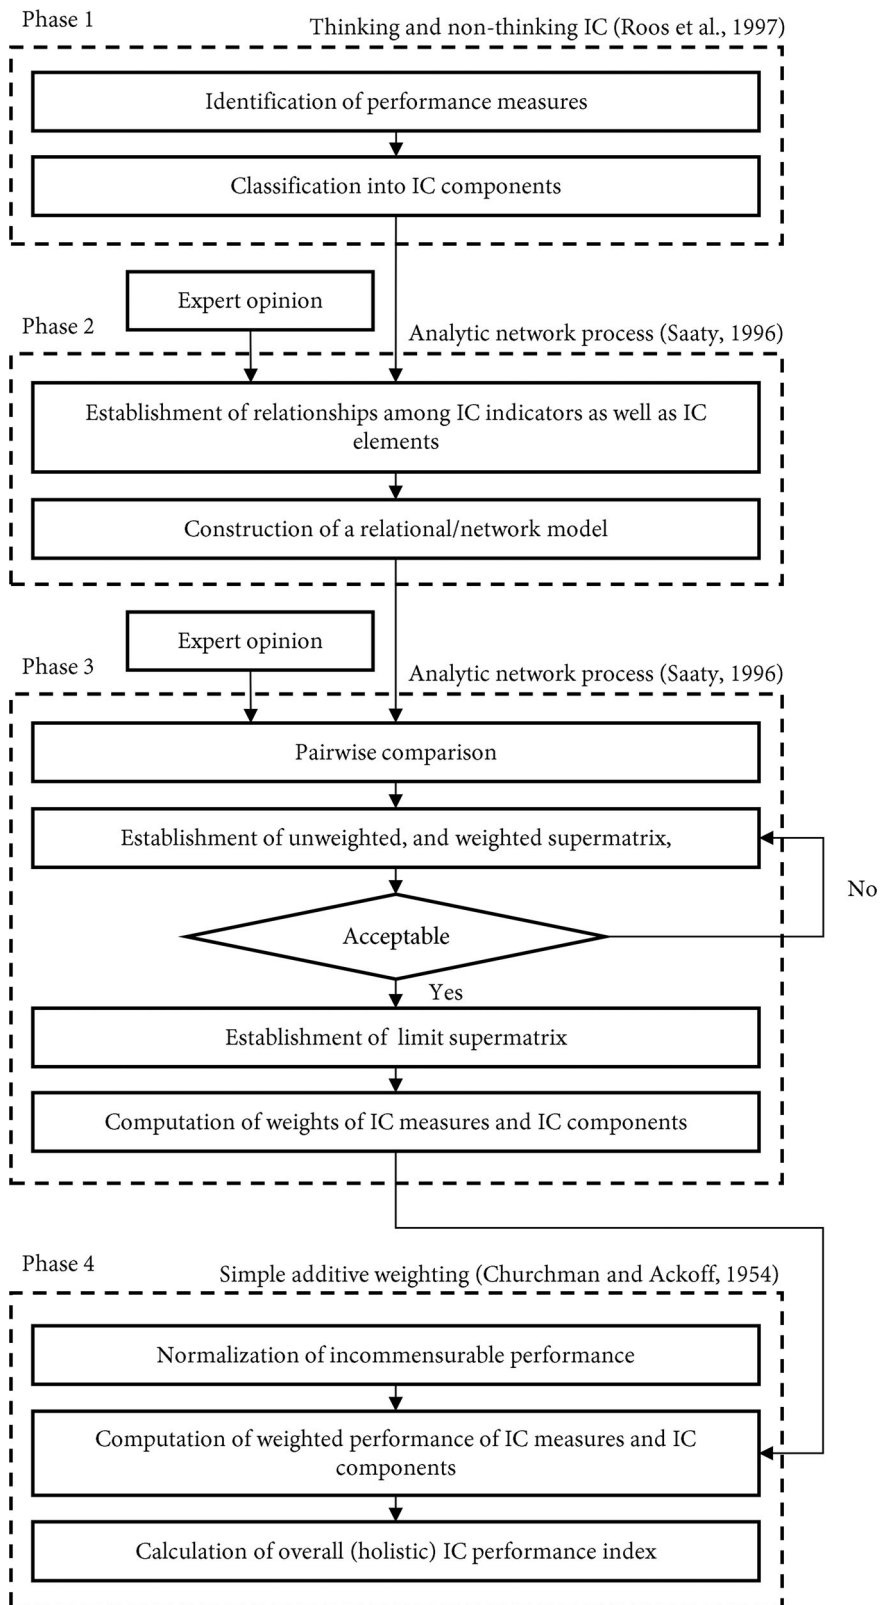 Phase 1
Thinking and non-thinking IC (Roos et al., 1997)
Identification of performance measures
Classification into IC components
Expert opinion
Phase 2
Analytic network process (Saaty, 1996)
Establishment of relationships among IC indicators as well as IC
elements
Construction of a relational/network model
Expert opinion
Phase 3
Analytic network process (Saaty, 1996)
Pairwise comparison
Establishment of unweighted, and weighted supermatrix,
No
Acceptable
Yes
Establishment of limit supermatrix
Computation of weights of IC measures and IC components
Phase 4
Simple additive weighting (Churchman and Ackoff, 1954)
Normalization of incommensurable performance
Computation of weighted performance of IC measures and IC
components
Calculation of overall (holistic) IC performance index